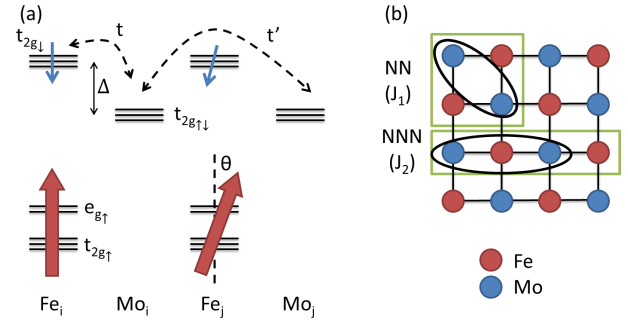 (a)
t2g↓
t
t'
Δ
t2g↑↓
θ
eg↑
t2g↑
Fei
Moi
Fej
Moj
(b)
NN
(J1)
NNN
(J2)
Fe
Mo